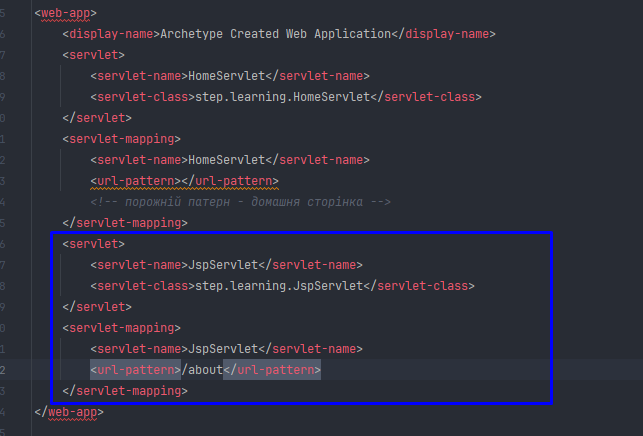 5 <web-app>
6 <display-name>Archetype Created Web Application</display-name>
7 <servlet>
8 <servlet-name>HomeServlet</servlet-name>
9 <servlet-class>step.learning.HomeServlet</servlet-class>
0 </servlet>
1 <servlet-mapping>
2 <servlet-name>HomeServlet</servlet-name>
3 <url-pattern></url-pattern>
4 <!-- порожній патерн - домашня сторінка -->
5 </servlet-mapping>
6 <servlet>
7 <servlet-name>JspServlet</servlet-name>
8 <servlet-class>step.learning.JspServlet</servlet-class>
9 </servlet>
0 <servlet-mapping>
1 <servlet-name>JspServlet</servlet-name>
2 <url-pattern>/about</url-pattern>
3 </servlet-mapping>
4 </web-app>
5